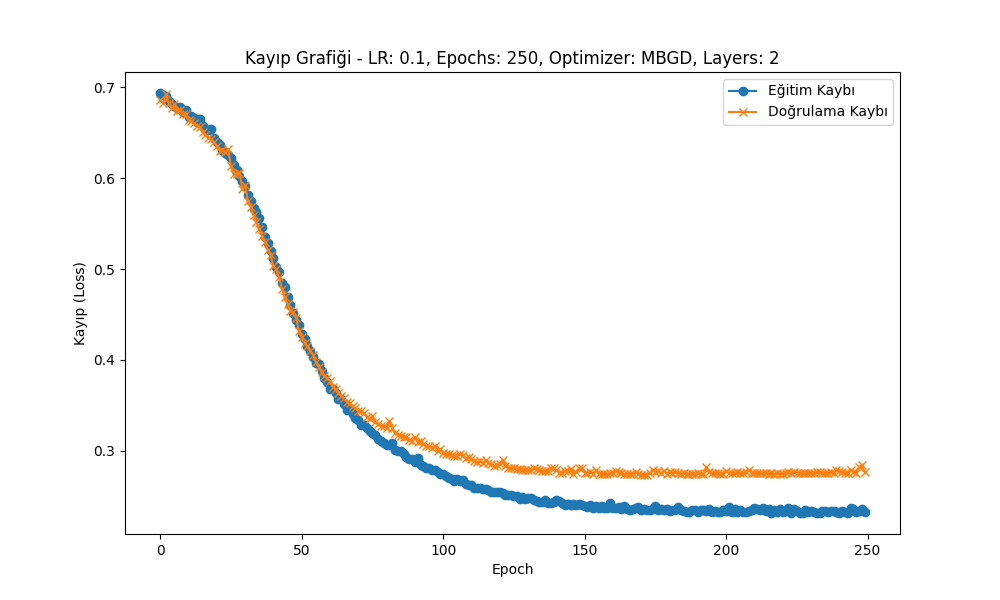 Kayıp Grafiği - LR: 0.1, Epochs: 250, Optimizer: MBGD, Layers: 2
Eğitim Kaybı
Doğrulama Kaybı
0.7
0.6
0.5
0.4
0.3
Kayıp (Loss)
0 50 100 150 200 250
Epoch